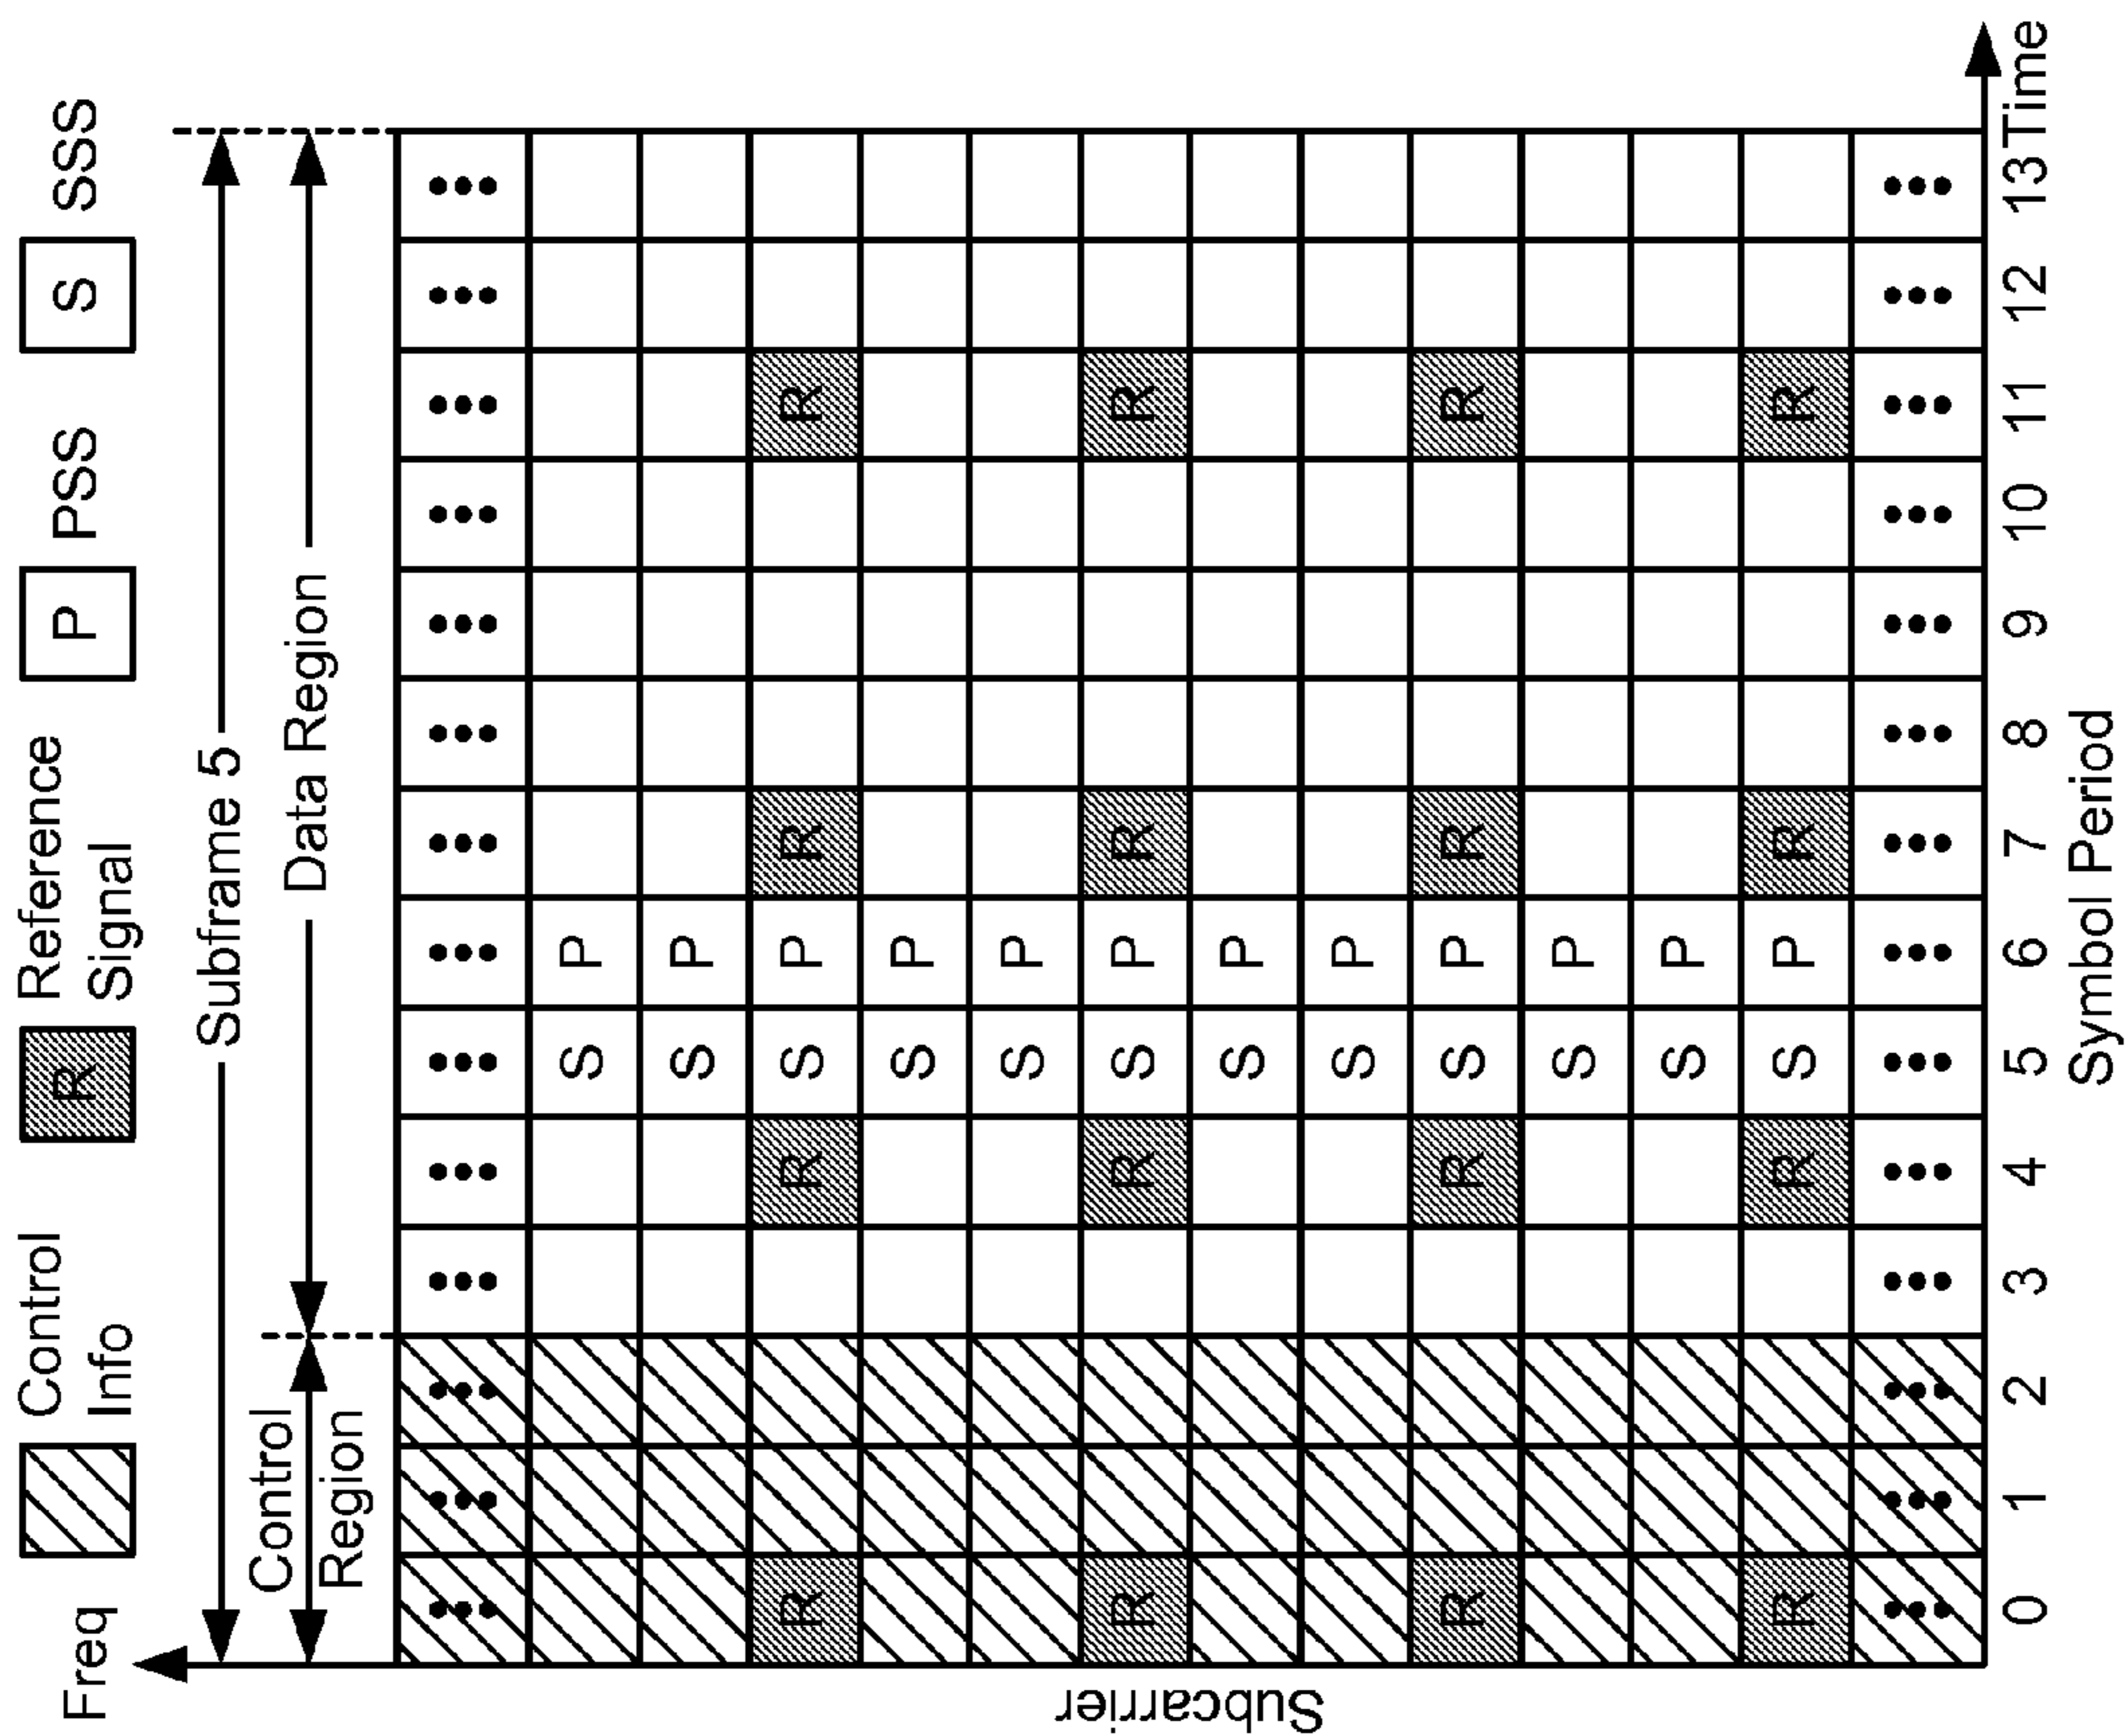 Control
Info
R
Reference
Signal
P
PSS
S
SSS
Freq
Subframe 5
Control
Region
Data Region
Subcarrier
S P
S P
R R S P R R
S P
S P
R R S P R R
S P
S P
R R S P R R
S P
S P
R R S P R R
0 1 2 3 4 5 6 7 8 9 10 11 12 13 Time
Symbol Period